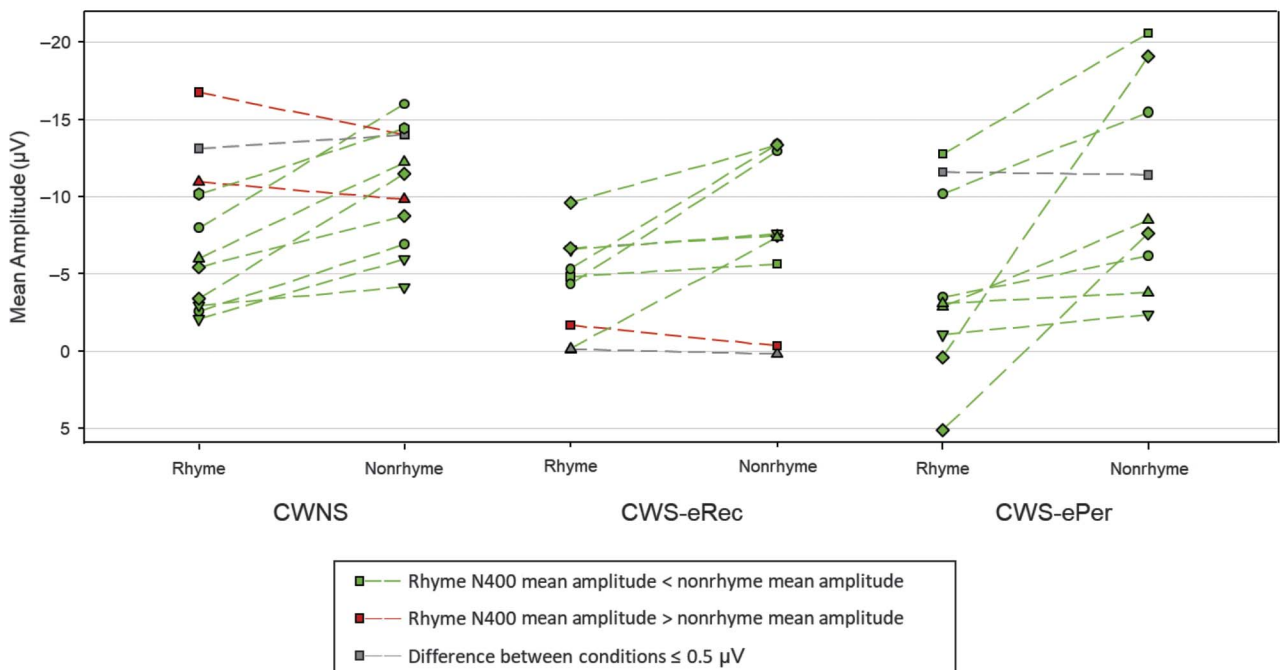 Mean Amplitude (µV)
–20
–15
–10
–5
0
5
Rhyme Nonrhyme Rhyme Nonrhyme Rhyme Nonrhyme
CWNS CWS-eRec CWS-ePer
Rhyme N400 mean amplitude < nonrhyme mean amplitude
Rhyme N400 mean amplitude > nonrhyme mean amplitude
Difference between conditions ≤ 0.5 µV